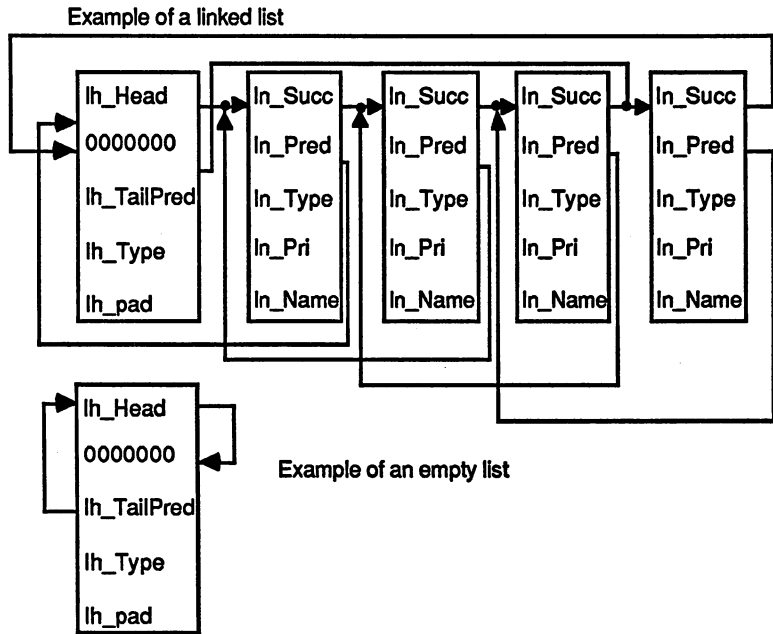 Example of a linked list
lh_Head
0000000
lh_TailPred
lh_Type
lh_pad
ln_Succ
ln_Pred
ln_Type
ln_Pri
ln_Name
ln_Succ
ln_Pred
ln_Type
ln_Pri
ln_Name
ln_Succ
ln_Pred
ln_Type
ln_Pri
ln_Name
ln_Succ
ln_Pred
ln_Type
ln_Pri
ln_Name
lh_Head
0000000
lh_TailPred
lh_Type
lh_pad
Example of an empty list